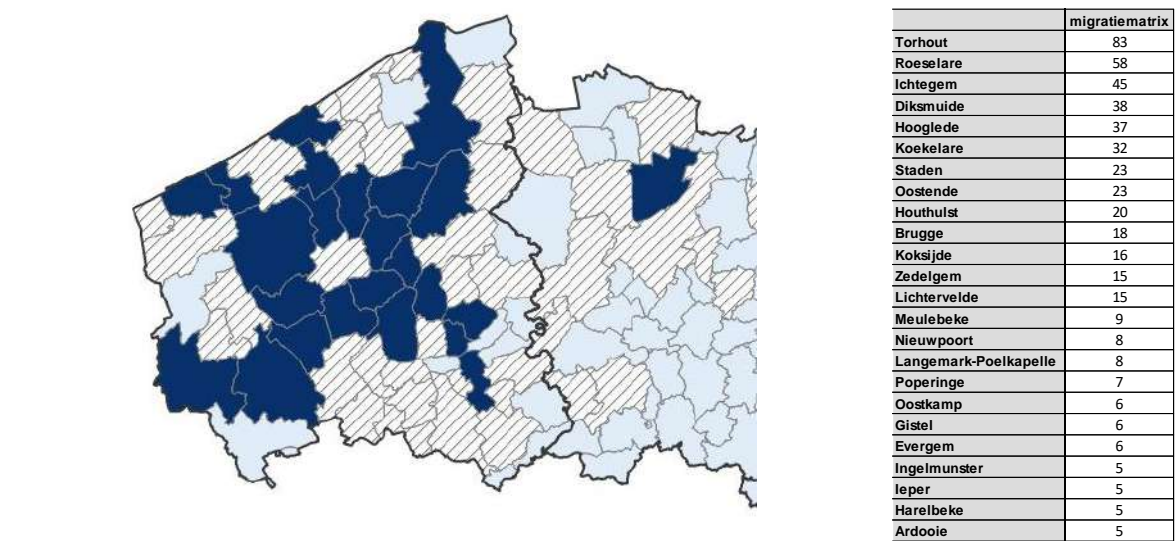 migratiematrix
Torhout 83
Roeselare 58
Ichtegem 45
Diksmuide 38
Hooglede 37
Koekelare 32
Staden 23
Oostende 23
Houthulst 20
Brugge 18
Koksijde 16
Zedelgem 15
Lichtervelde 15
Meulebeke 9
Nieuwpoort 8
Langemark-Poelkapelle 8
Poperinge 7
Oostkamp 6
Gistel 6
Evergem 6
Ingelmunster 5
Ieper 5
Harelbeke 5
Ardooie 5